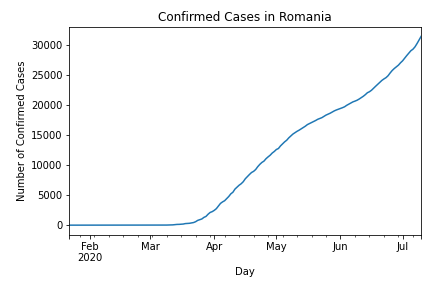 Confirmed Cases in Romania
Number of Confirmed Cases
30000
25000
20000
15000
10000
5000
0
Feb Mar Apr May Jun Jul
2020
Day